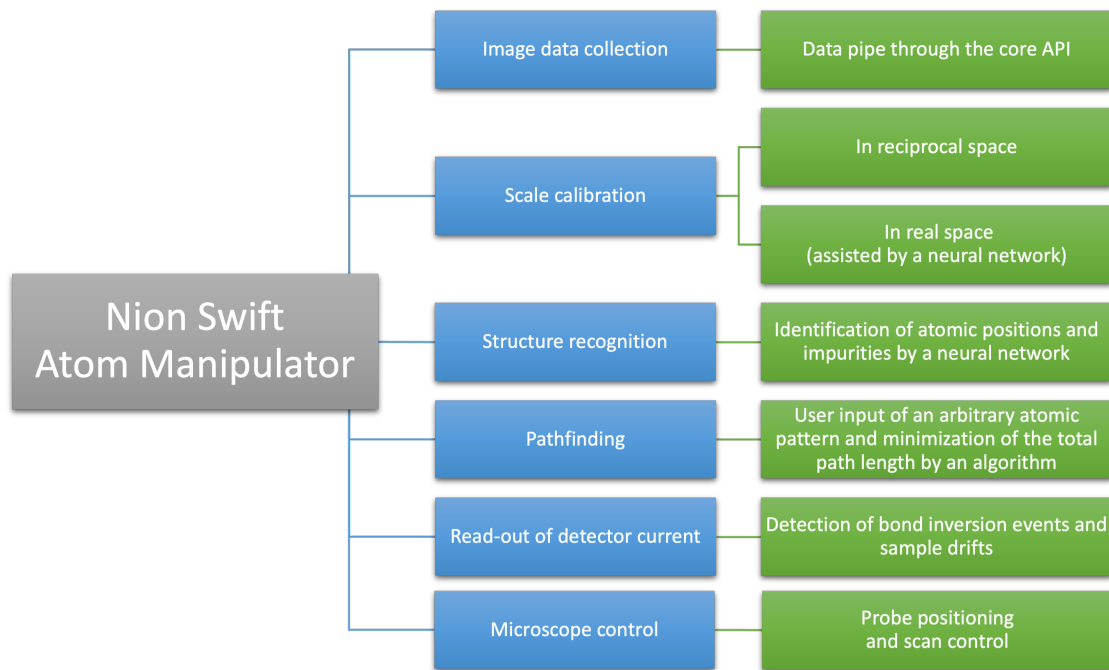 Image data collection
Data pipe through the core API
In reciprocal space
Scale calibration
In real space
(assisted by a neural network)
Nion Swift
Atom Manipulator
Structure recognition
Identification of atomic positions and
impurities by a neural network
Pathfinding
User input of an arbitrary atomic
pattern and minimization of the total
path length by an algorithm
Read-out of detector current
Detection of bond inversion events and
sample drifts
Microscope control
Probe positioning
and scan control